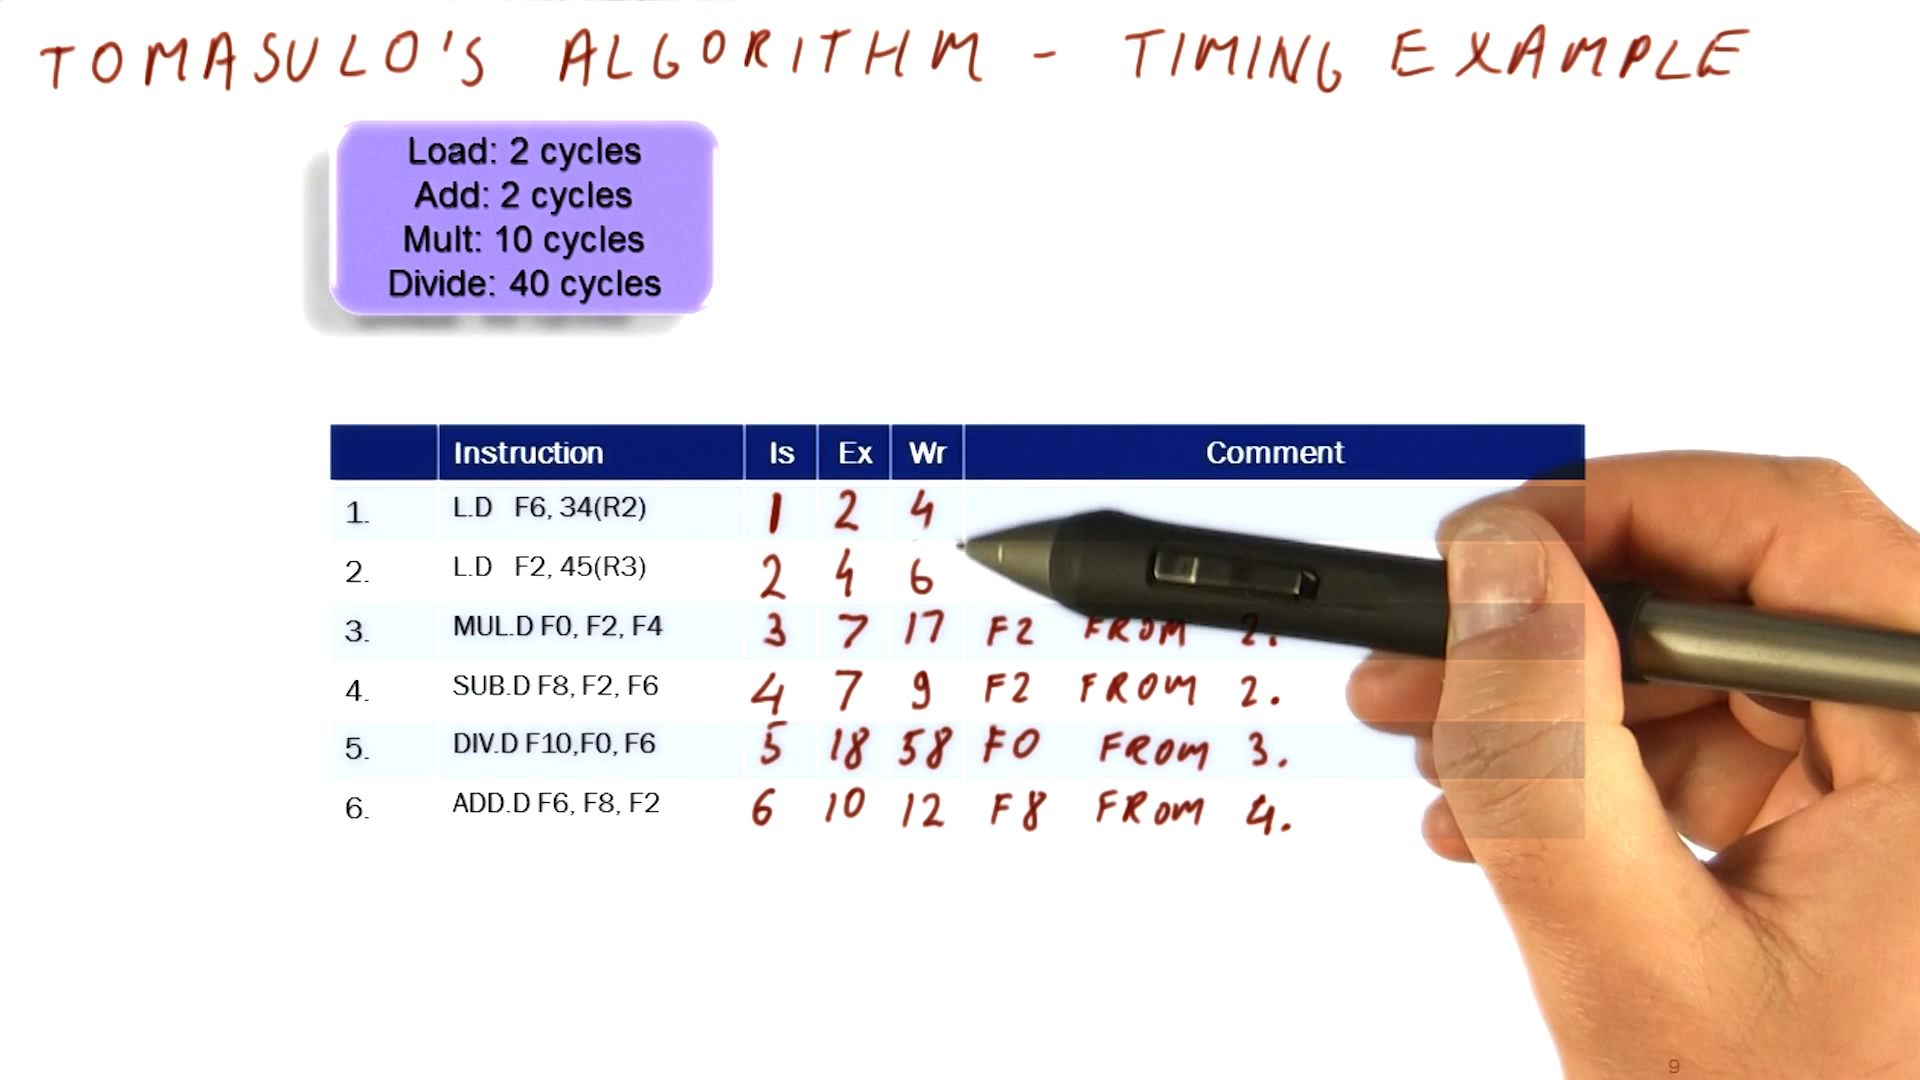 TOMASULO'S ALGORITHM - TIMING EXAMPLE
Load: 2 cycles
Add: 2 cycles
Mult: 10 cycles
Divide: 40 cycles
Instruction Is Ex Wr Comment
1. L.D F6, 34(R2) 1 2 4
2. L.D F2, 45(R3) 2 4 6
3. MUL.D F0, F2, F4 3 7 17 F2 FROM 2.
4. SUB.D F8, F2, F6 4 7 9 F2 FROM 2.
5. DIV.D F10,F0, F6 5 18 58 F0 FROM 3.
6. ADD.D F6, F8, F2 6 10 12 F8 FROM 4.
9